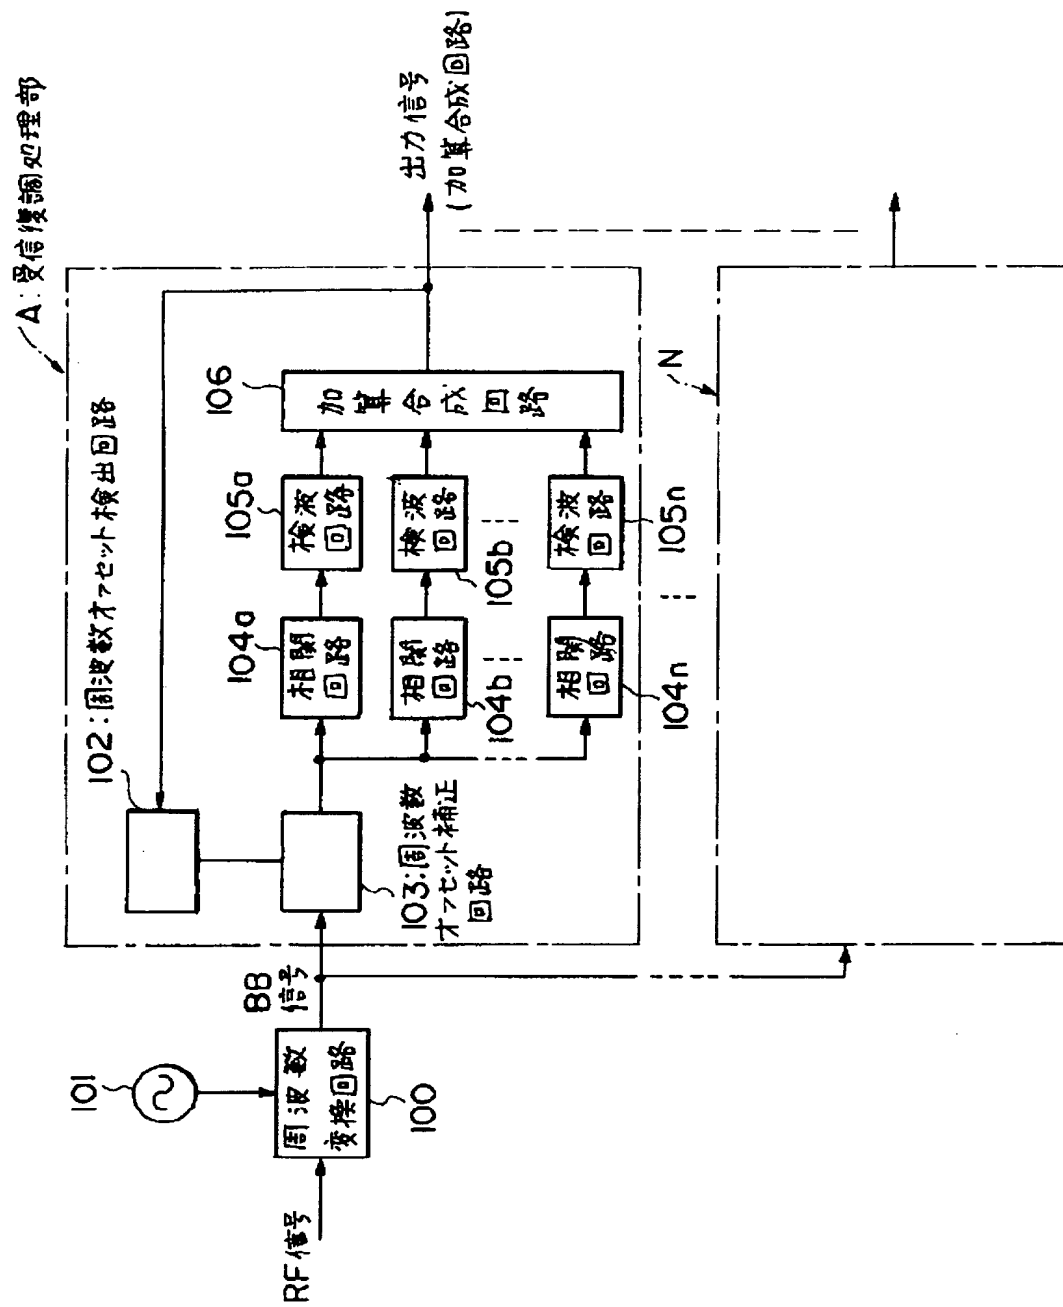 A:受信復調処理部
出力信号
(加算合成回路)
102:周波数オフセット検出回路
106
加算合成回路
105a
検波
回路
検波
回路
105b
検波
回路
105n
104a
相関
回路
相関
回路
104b
相関
回路
104n
103:周波数
オフセット補正
回路
N
BB
信号
101
周波数
変換回路
100
RF信号